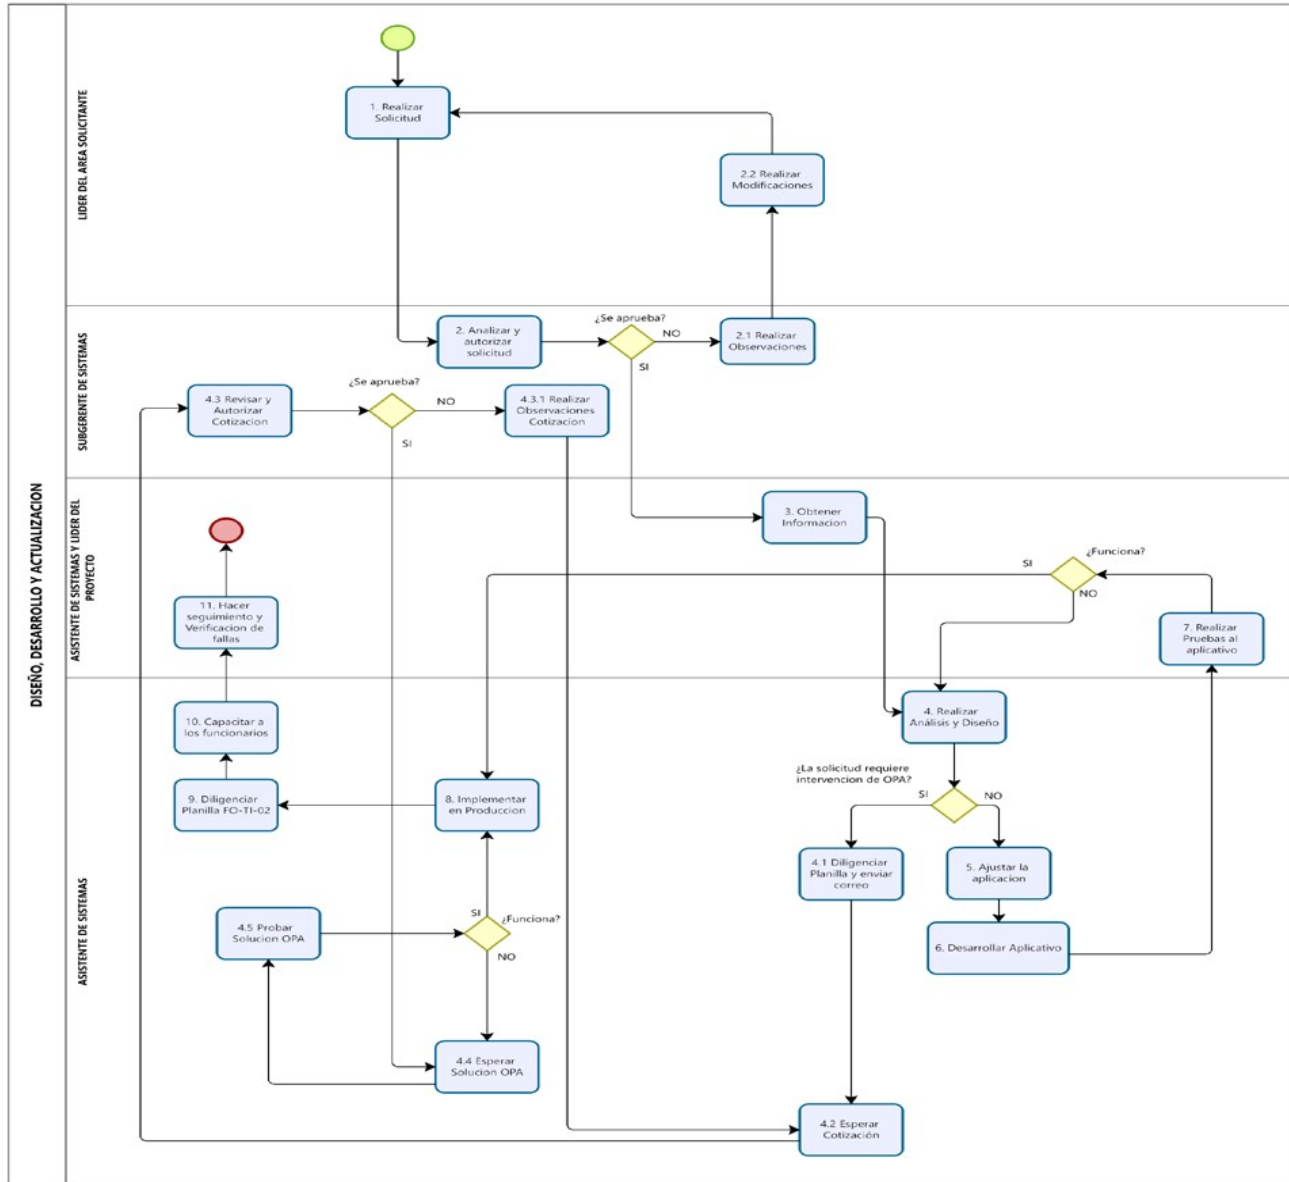 DISEÑO, DESARROLLO Y ACTUALIZACION
LIDER DEL AREA SOLICITANTE
1. Realizar
Solicitud
2.2 Realizar
Modificaciones
SUBGERENTE DE SISTEMAS
2. Analizar y
autorizar
solicitud
¿Se aprueba?
NO
SI
2.1 Realizar
Observaciones
4.3 Revisar y
Autorizar
Cotizacion
¿Se aprueba?
NO
SI
4.3.1 Realizar
Observaciones
Cotizacion
ASISTENTE DE SISTEMAS Y LIDER DEL
PROYECTO
3. Obtener
Informacion
¿Funciona?
SI
NO
7. Realizar
Pruebas al
aplicativo
11. Hacer
seguimiento y
Verificacion de
fallas
ASISTENTE DE SISTEMAS
10. Capacitar a
los funcionarios
4. Realizar
Análisis y Diseño
¿La solicitud requiere
intervencion de OPA?
SI
NO
9. Diligenciar
Planilla FO-TI-02
8. Implementar
en Produccion
4.1 Diligenciar
Planilla y enviar
correo
5. Ajustar la
aplicacion
4.5 Probar
Solucion OPA
SI
¿Funciona?
NO
6. Desarrollar Aplicativo
4.4 Esperar
Solucion OPA
4.2 Esperar
Cotización